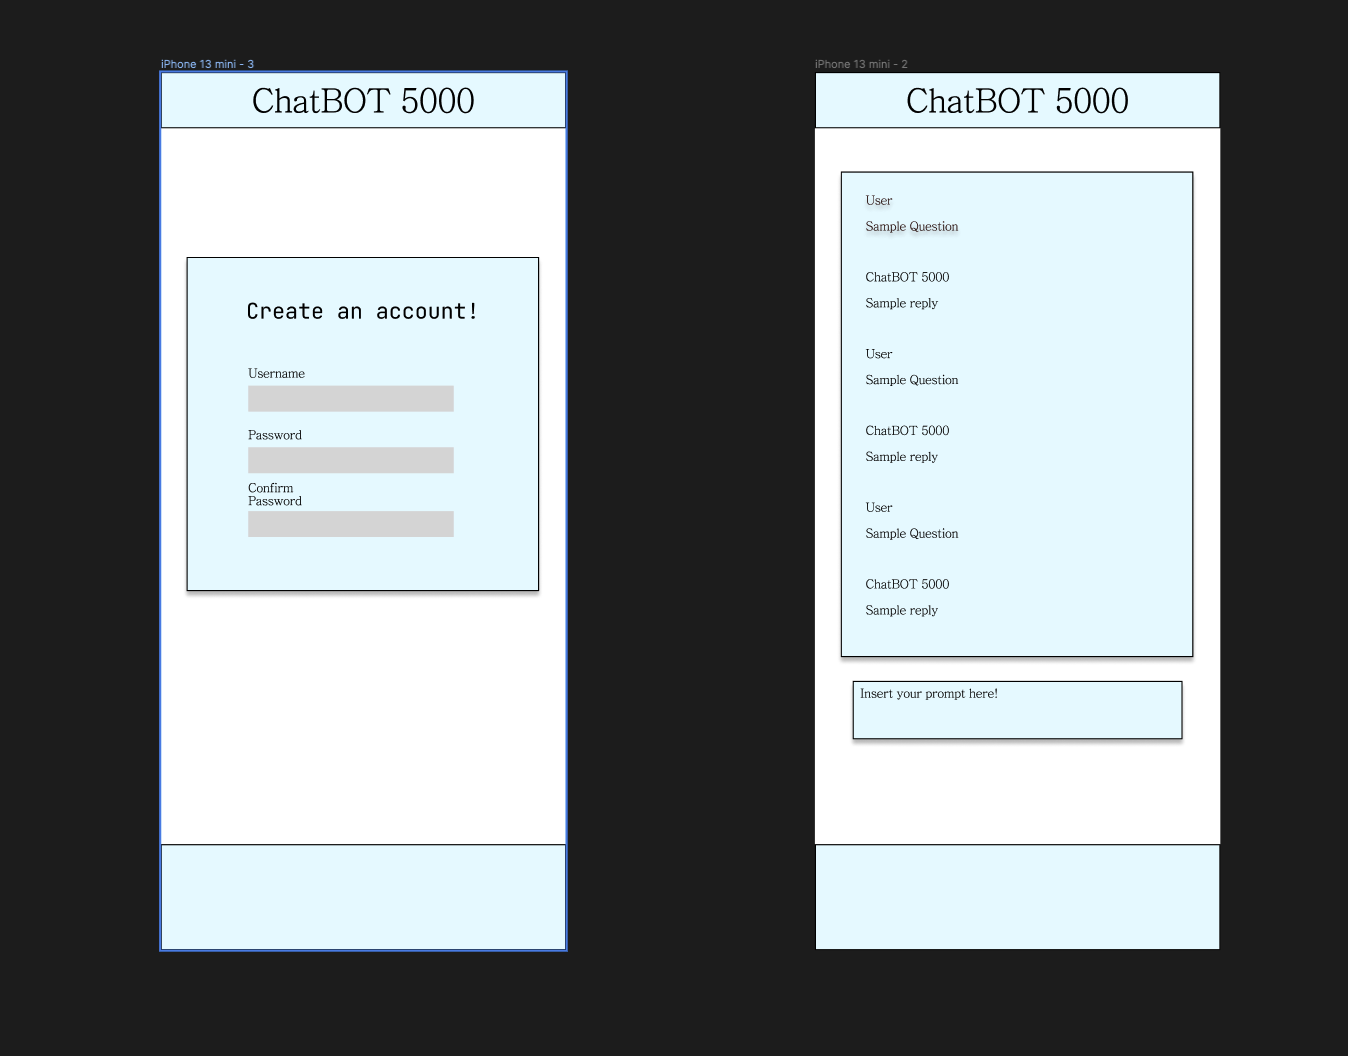 iPhone 13 mini - 3
ChatBOT 5000
Create an account!
Username
Password
Confirm
Password
iPhone 13 mini - 2
ChatBOT 5000
User
Sample Question
ChatBOT 5000
Sample reply
User
Sample Question
ChatBOT 5000
Sample reply
User
Sample Question
ChatBOT 5000
Sample reply
Insert your prompt here!